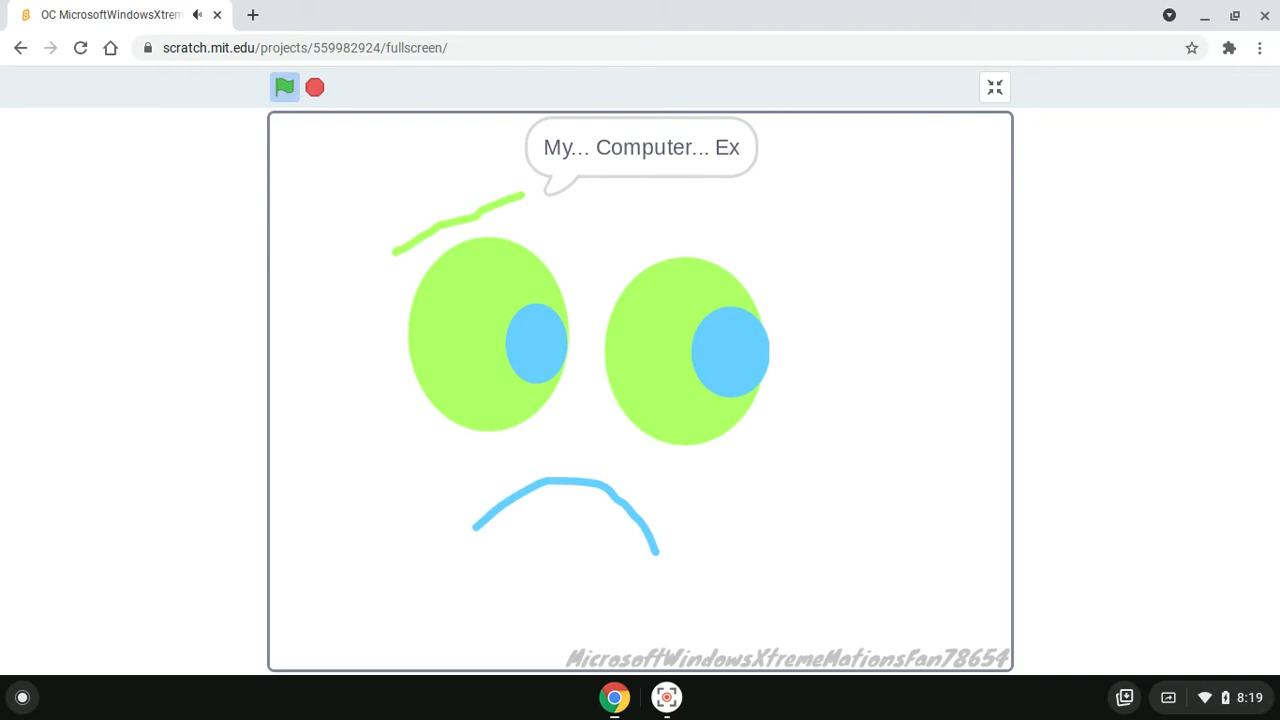 OC MicrosoftWindowsXtrem
scratch.mit.edu/projects/559982924/fullscreen/
My... Computer... Ex
MicrosoftWindowsXtremeMationsFan78654
8:19